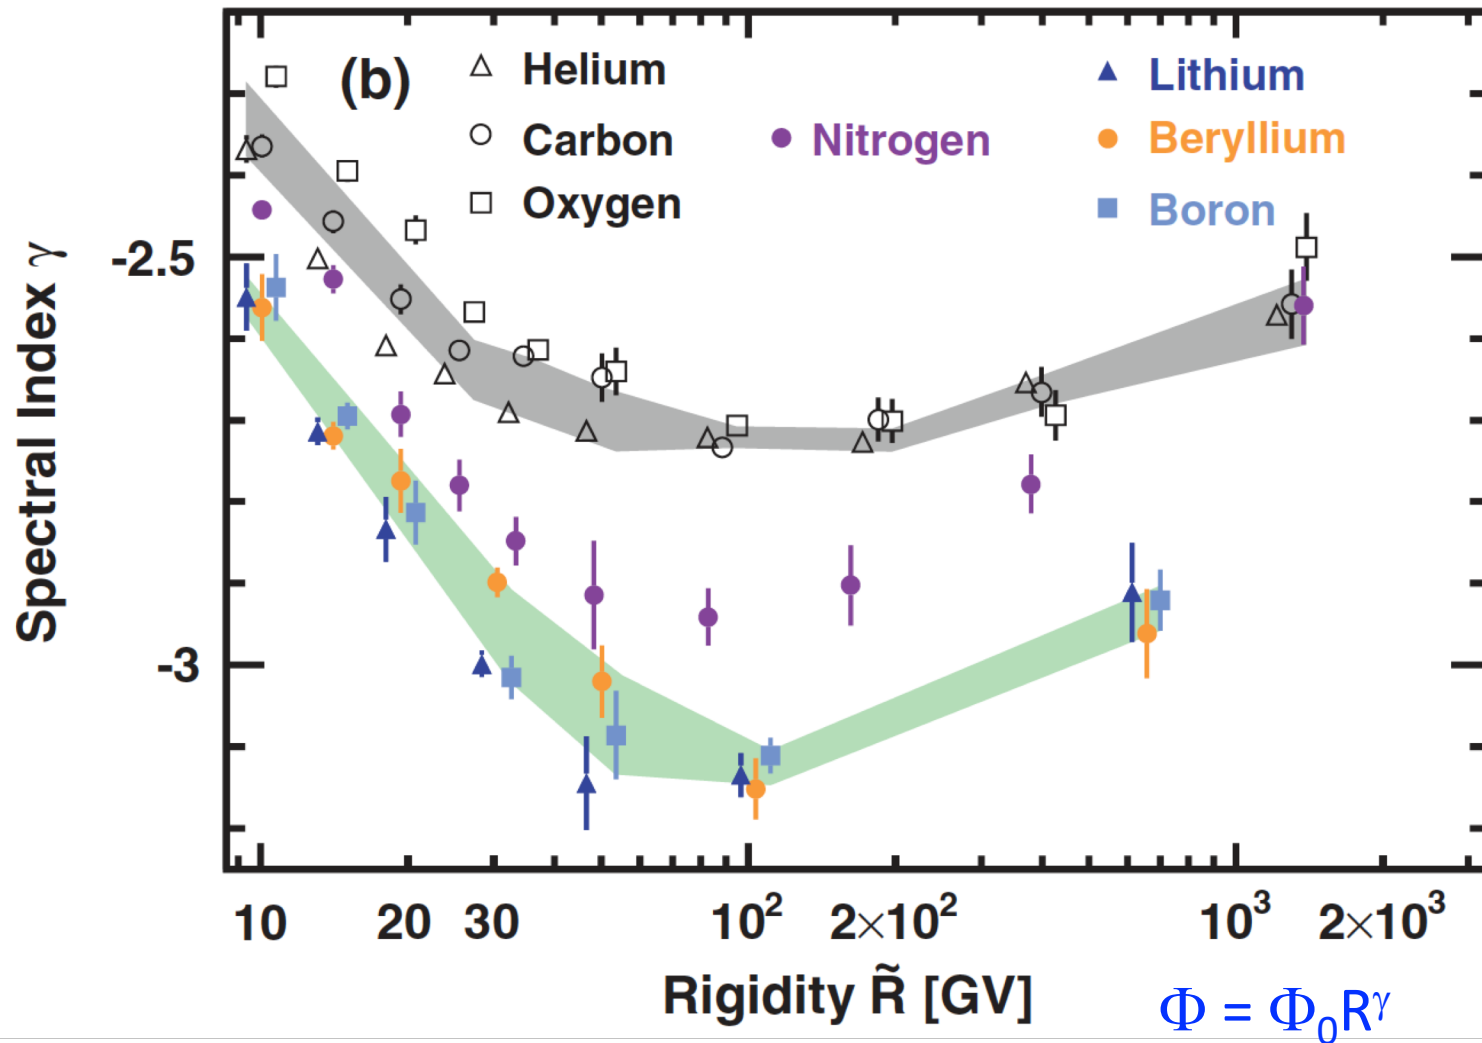 (b)
Helium
Carbon
Oxygen
Nitrogen
Lithium
Beryllium
Boron
Spectral Index γ
-2.5
-3
10 20 30 10² 2×10² 10³ 2×10³
Rigidity R̃ [GV]
Φ = Φ₀Rᵞ